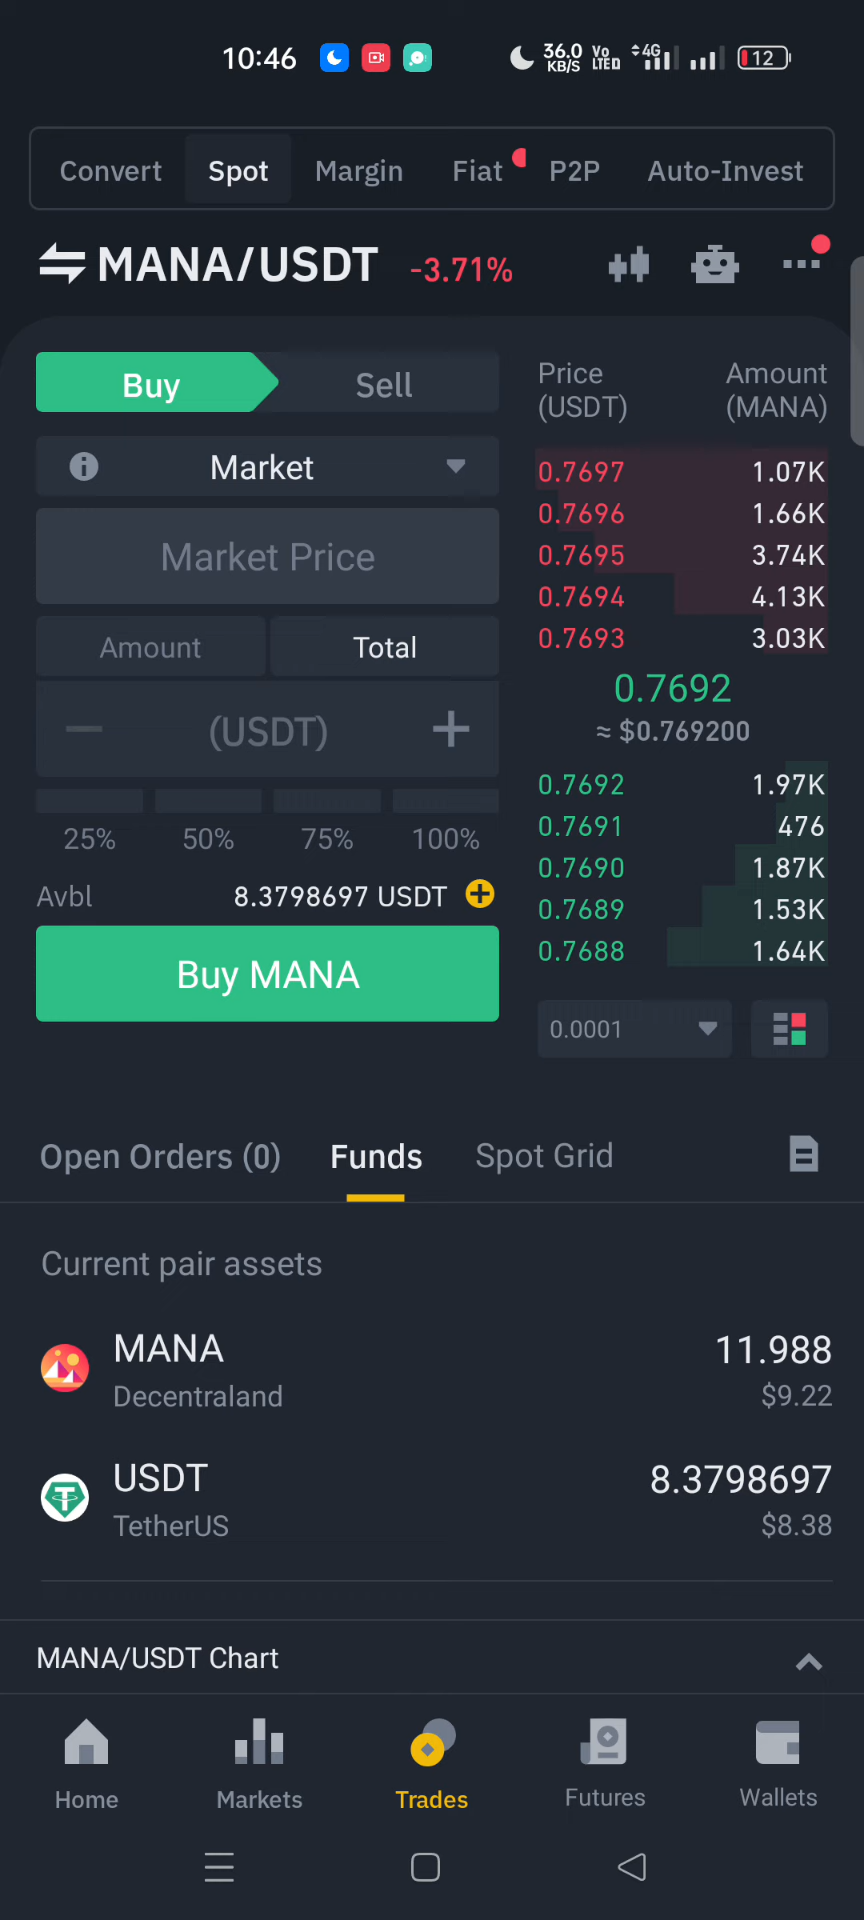 10:46 36.0 KB/S Vo LTE 4G 12
Convert Spot Margin Fiat P2P Auto-Invest
MANA/USDT -3.71%
Buy Sell
Market
Market Price
Amount Total
(USDT)
25% 50% 75% 100%
Avbl 8.3798697 USDT
Buy MANA
Price Amount
(USDT) (MANA)
0.7697 1.07K
0.7696 1.66K
0.7695 3.74K
0.7694 4.13K
0.7693 3.03K
0.7692
≈ $0.769200
0.7692 1.97K
0.7691 476
0.7690 1.87K
0.7689 1.53K
0.7688 1.64K
0.0001
Open Orders (0) Funds Spot Grid
Current pair assets
MANA 11.988
Decentraland $9.22
USDT 8.3798697
TetherUS $8.38
MANA/USDT Chart
Home Markets Trades Futures Wallets